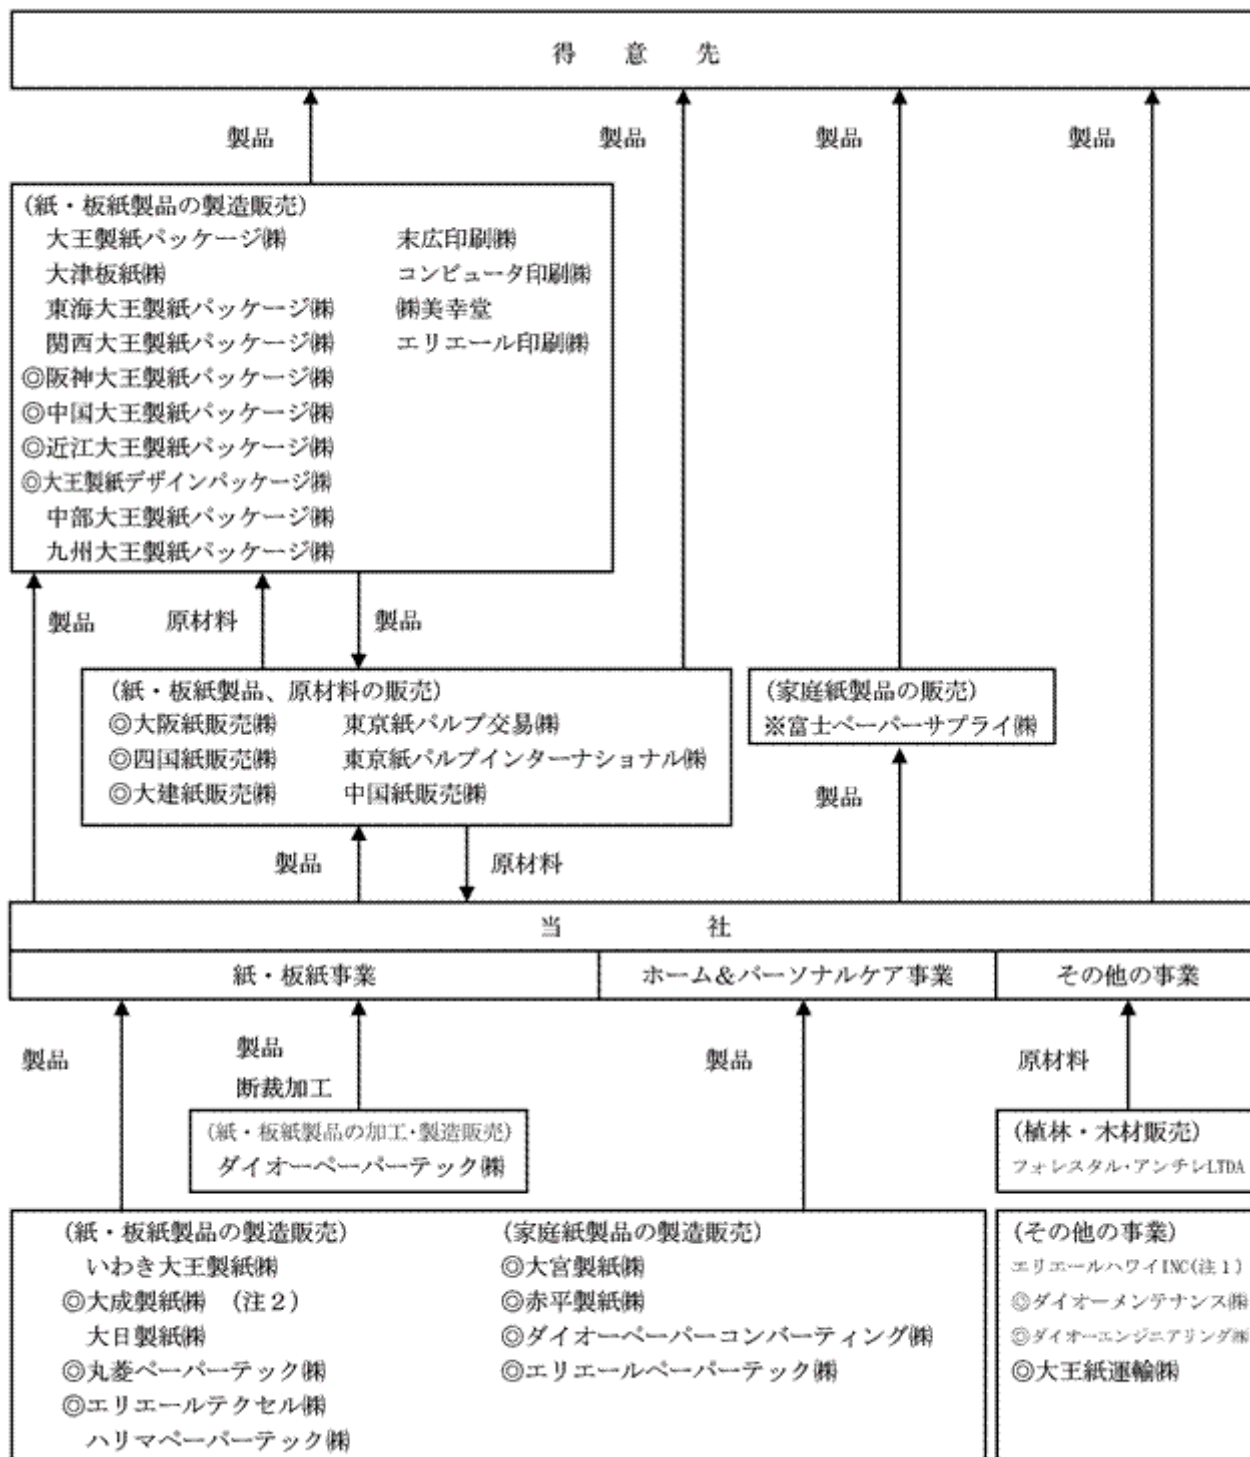 得 意 先
製品
製品
製品
製品
(紙・板紙製品の製造販売)
大王製紙パッケージ㈱
大津板紙㈱
東海大王製紙パッケージ㈱
関西大王製紙パッケージ㈱
◎阪神大王製紙パッケージ㈱
◎中国大王製紙パッケージ㈱
◎近江大王製紙パッケージ㈱
◎大王製紙デザインパッケージ㈱
中部大王製紙パッケージ㈱
九州大王製紙パッケージ㈱
末広印刷㈱
コンピュータ印刷㈱
㈱美幸堂
エリエール印刷㈱
製品
原材料
製品
(紙・板紙製品、原材料の販売)
◎大阪紙販売㈱
◎四国紙販売㈱
◎大建紙販売㈱
東京紙パルプ交易㈱
東京紙パルプインターナショナル㈱
中国紙販売㈱
(家庭紙製品の販売)
※富士ペーパーサプライ㈱
製品
製品
原材料
当 社
紙・板紙事業
ホーム&パーソナルケア事業
その他の事業
製品
製品
断裁加工
製品
原材料
(紙・板紙製品の加工・製造販売)
ダイオーペーパーテック㈱
(植林・木材販売)
フォレスタル・アンチレLTDA
(紙・板紙製品の製造販売)
いわき大王製紙㈱
◎大成製紙㈱ (注2)
大日製紙㈱
◎丸菱ペーパーテック㈱
◎エリエールテクセル㈱
ハリマペーパーテック㈱
(家庭紙製品の製造販売)
◎大宮製紙㈱
◎赤平製紙㈱
◎ダイオーペーパーコンバーティング㈱
◎エリエールペーパーテック㈱
(その他の事業)
エリエールハワイINC(注1)
◎ダイオーメンテナンス㈱
◎ダイオーエンジニアリング㈱
◎大王紙運輸㈱